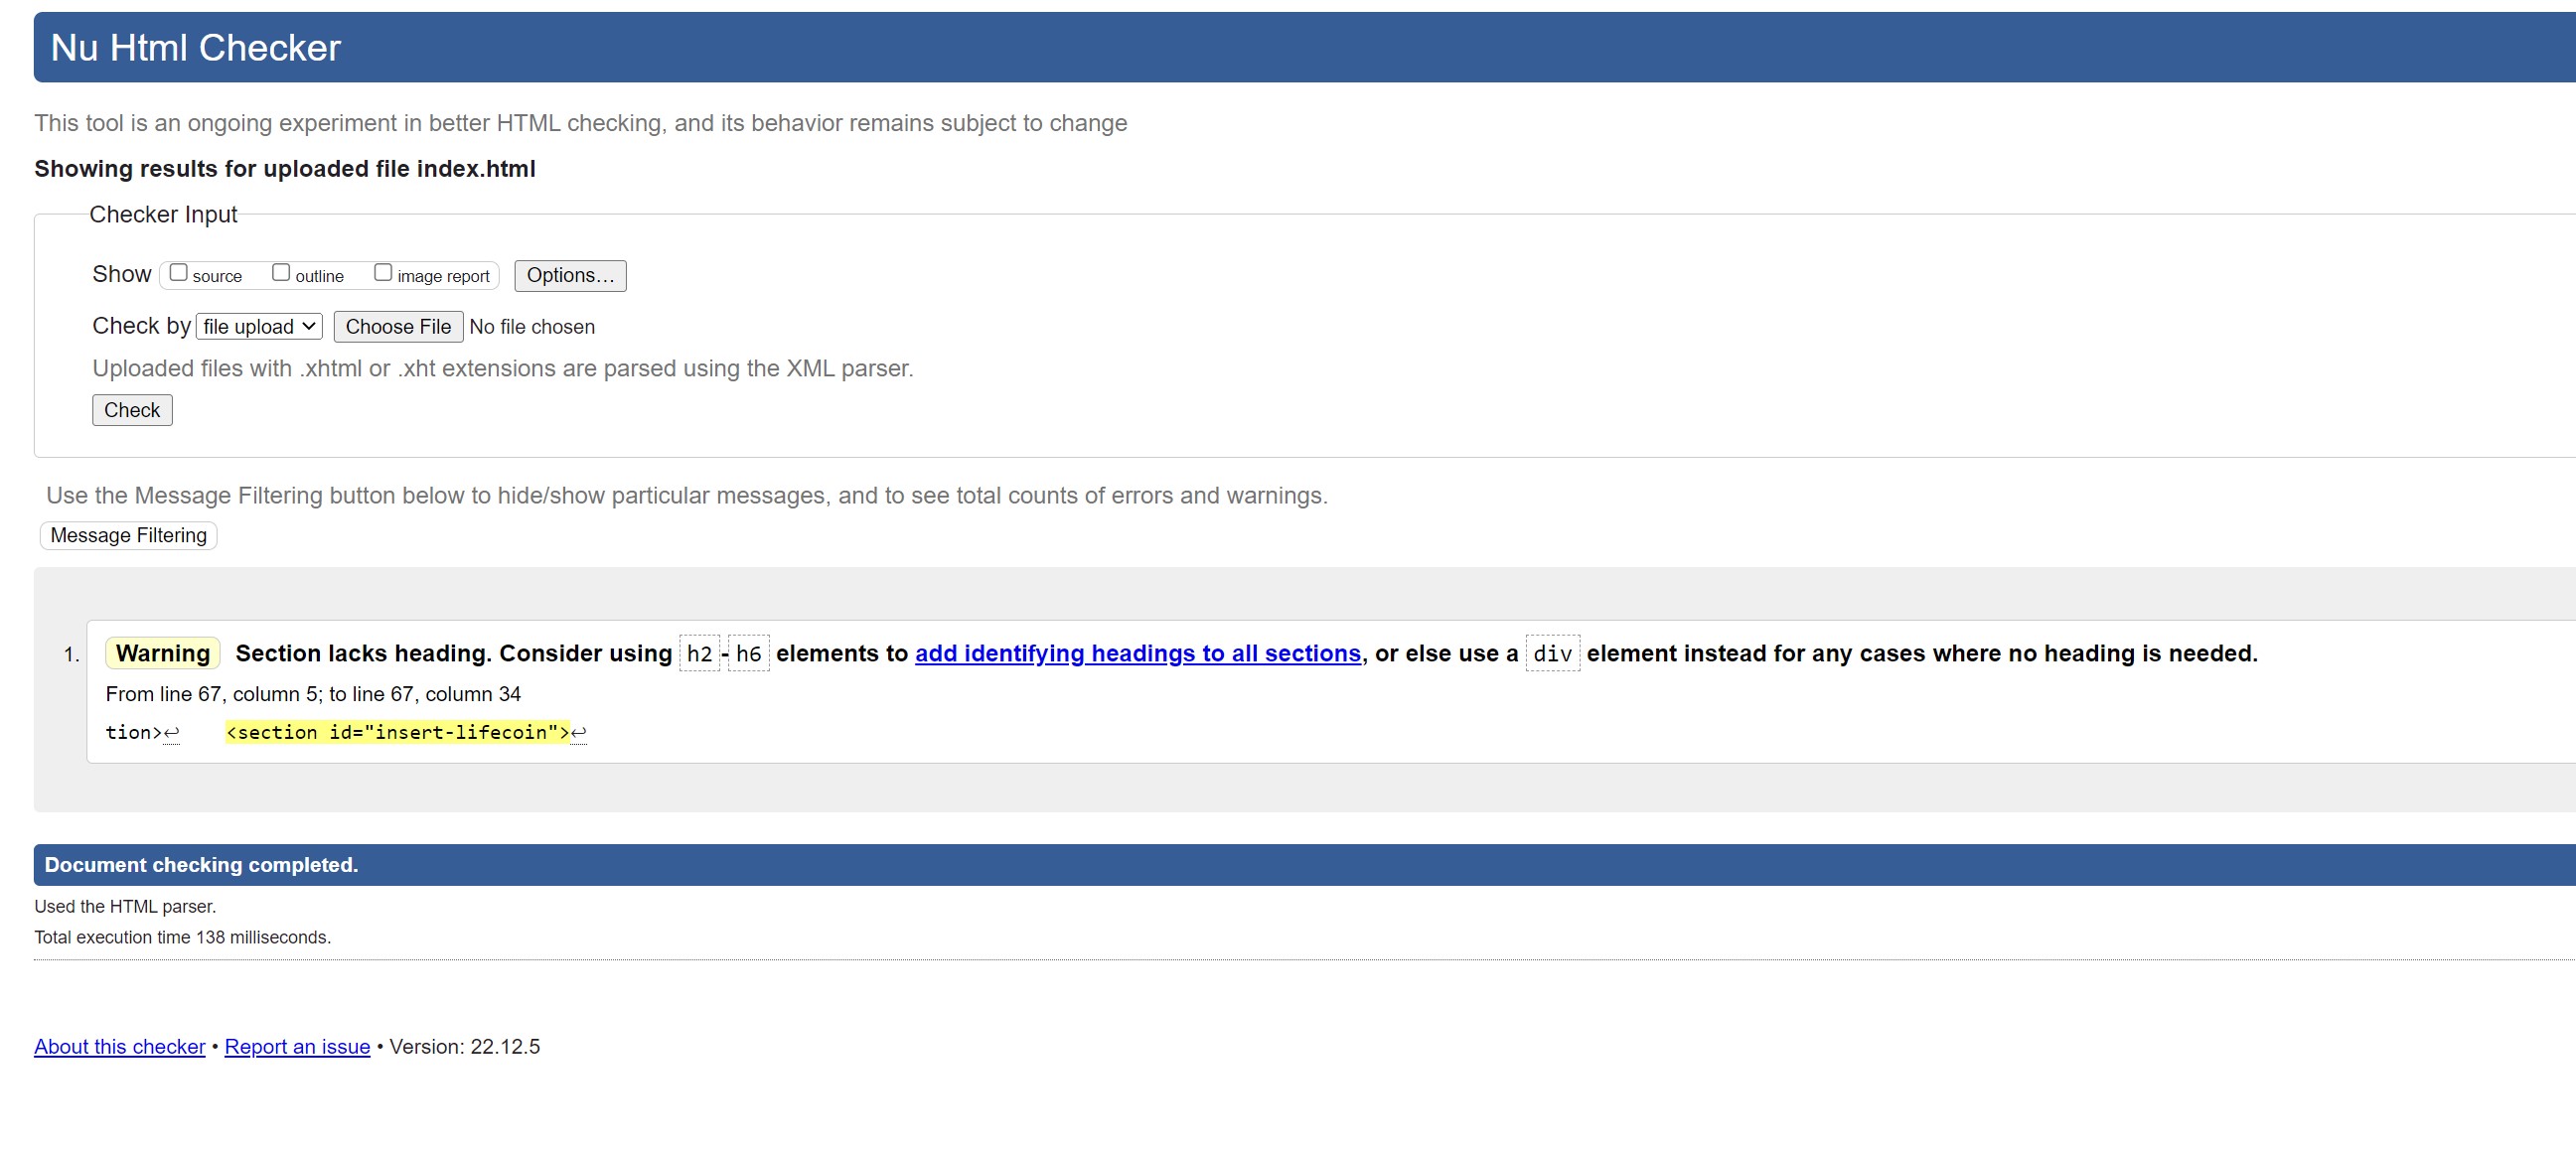 Nu Html Checker
This tool is an ongoing experiment in better HTML checking, and its behavior remains subject to change
Showing results for uploaded file index.html
Checker Input
Show source outline image report Options…
Check by file upload Choose File No file chosen
Uploaded files with .xhtml or .xht extensions are parsed using the XML parser.
Check
Use the Message Filtering button below to hide/show particular messages, and to see total counts of errors and warnings.
Message Filtering
1. Warning Section lacks heading. Consider using h2-h6 elements to add identifying headings to all sections, or else use a div element instead for any cases where no heading is needed.
From line 67, column 5; to line 67, column 34
tion>↩ <section id="insert-lifecoin">↩
Document checking completed.
Used the HTML parser.
Total execution time 138 milliseconds.
About this checker • Report an issue • Version: 22.12.5